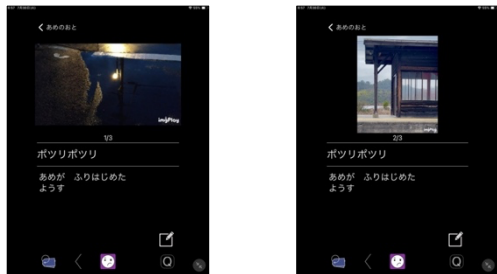 あめのおと
imgPlay
1/3
ポツリポツリ
あめが　ふりはじめた
ようす
Q
あめのおと
imgPlay
2/3
ポツリポツリ
あめが　ふりはじめた
ようす
Q